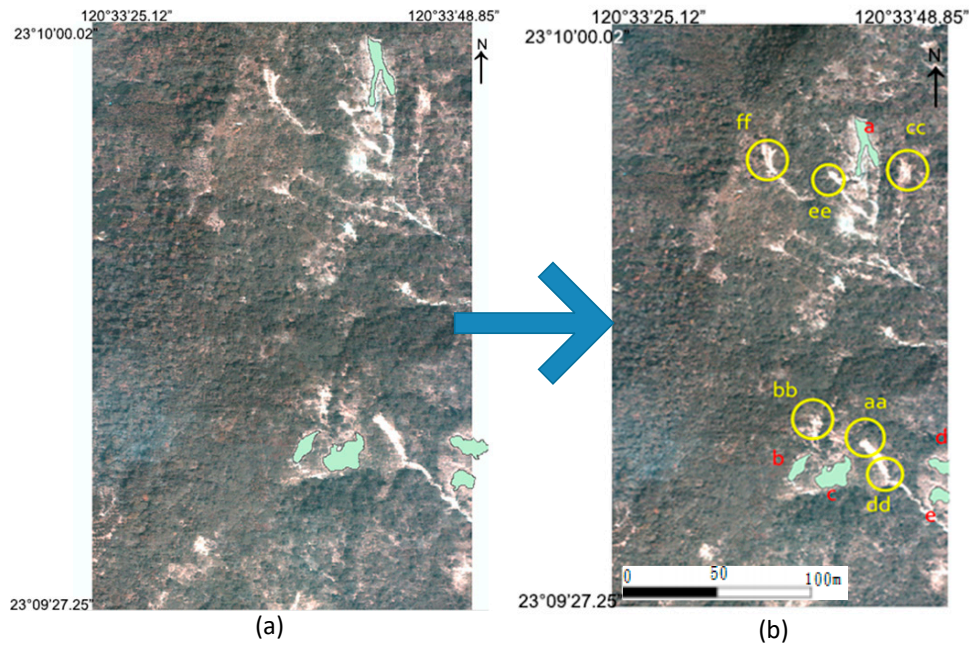 120°33'25.12" 120°33'48.85"
23°10'00.02"
N
23°09'27.25"
(a)
120°33'25.12" 120°33'48.85"
23°10'00.02
N
a
cc
ff
ee
bb
aa
d
b
c
dd
e
0 50 100m
23°09'27.25"
(b)